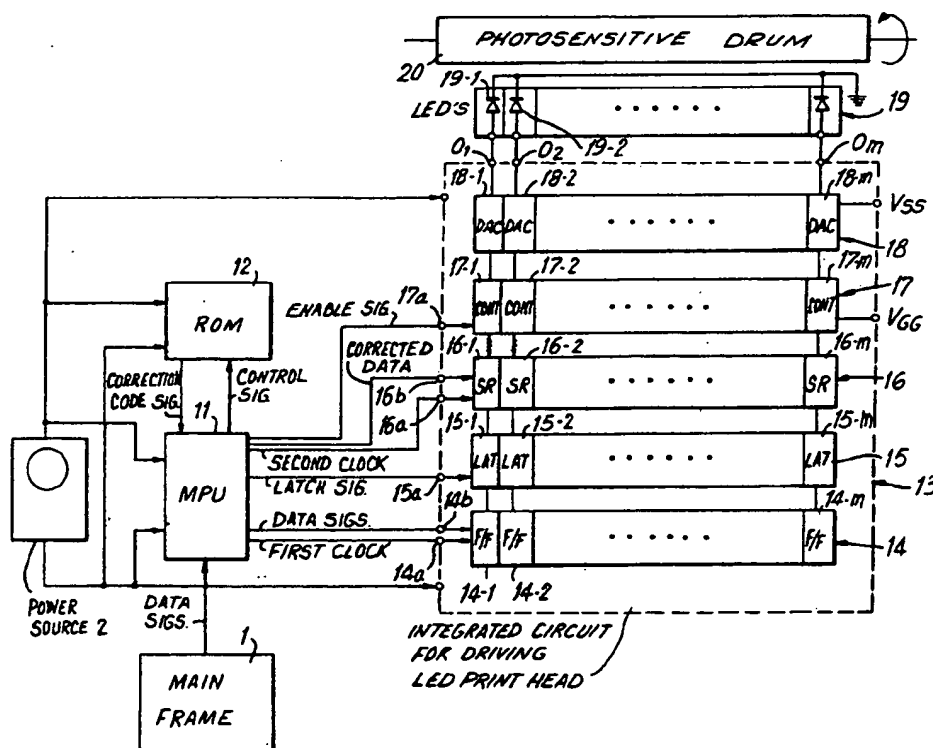 PHOTOSENSITIVE DRUM
20
19-1
LED'S
19
19-2
O1
O2
Om
18-1
18-2
18-m
VSS
DAC
DAC
DAC
18
12
17-1
17-2
17-m
ROM
ENABLE SIG.
17a
CONT
CONT
CONT
17
VGG
CORRECTED
DATA
16-1
16-2
16-m
CORRECTION
CODE SIG.
CONTROL
SIG.
16b
SR
SR
SR
16
11
16a
15-1
15-2
15-m
SECOND CLOCK
LAT
LAT
LAT
15
MPU
LATCH SIG.
15a
13
DATA SIGS.
14b
14-m
F/F
F/F
F/F
14
FIRST CLOCK
14a
14-1
14-2
POWER
SOURCE 2
DATA
SIGS.
INTEGRATED CIRCUIT
FOR DRIVING
LED PRINT HEAD
1
MAIN
FRAME